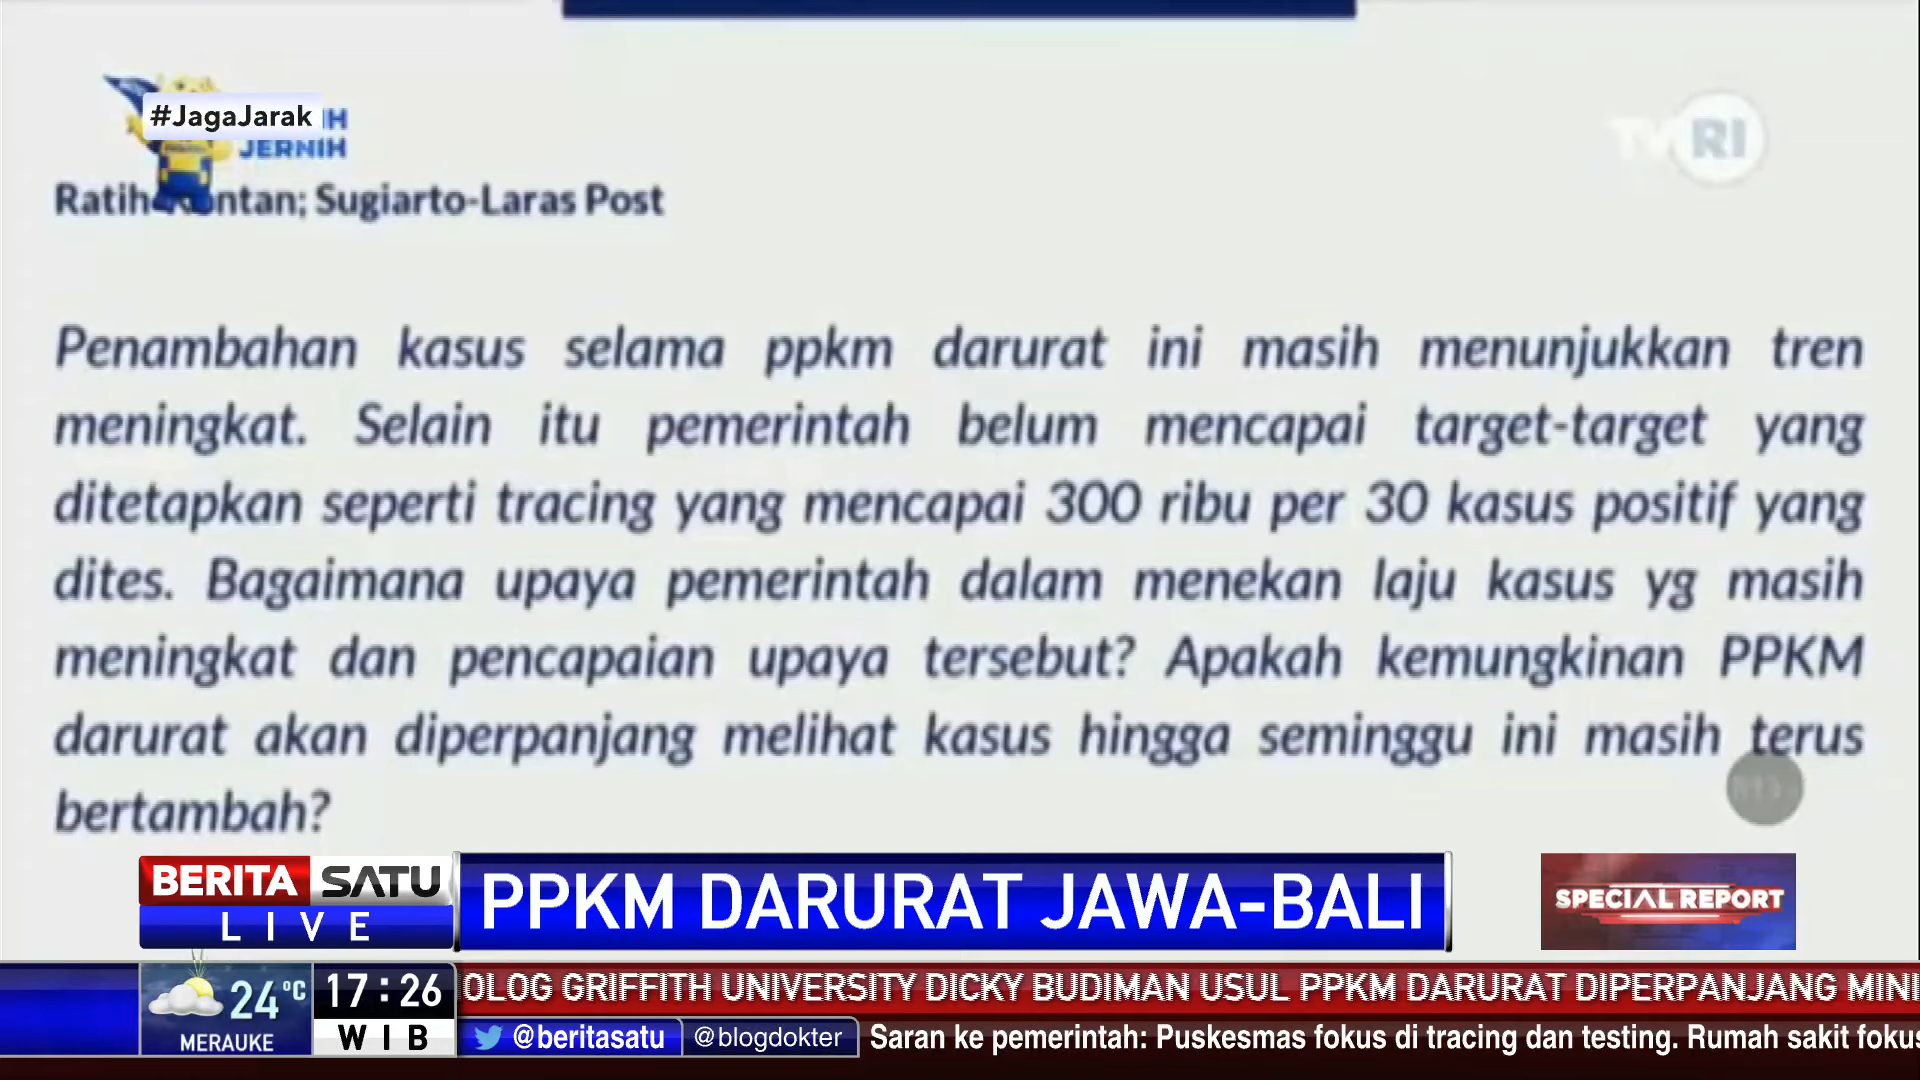 #JagaJarak IH
JERNIH
TVRI
Ratih-Kontan; Sugiarto-Laras Post
Penambahan kasus selama ppkm darurat ini masih menunjukkan tren
meningkat. Selain itu pemerintah belum mencapai target-target yang
ditetapkan seperti tracing yang mencapai 300 ribu per 30 kasus positif yang
dites. Bagaimana upaya pemerintah dalam menekan laju kasus yg masih
meningkat dan pencapaian upaya tersebut? Apakah kemungkinan PPKM
darurat akan diperpanjang melihat kasus hingga seminggu ini masih terus
bertambah?
BERITA SATU
LIVE
PPKM DARURAT JAWA-BALI
SPECIAL REPORT
24°C
MERAUKE
17:26
WIB
OLOG GRIFFITH UNIVERSITY DICKY BUDIMAN USUL PPKM DARURAT DIPERPANJANG MINI
@beritasatu @blogdokter Saran ke pemerintah: Puskesmas fokus di tracing dan testing. Rumah sakit fokus